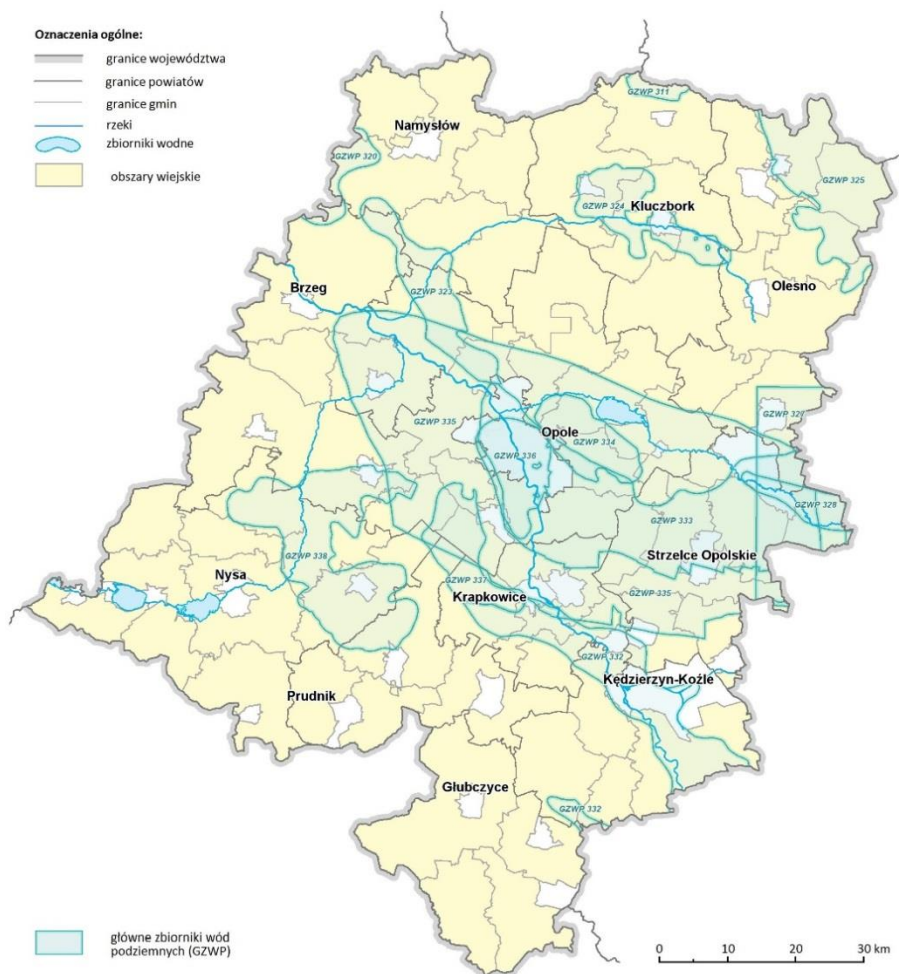 Oznaczenia ogólne:
granice województwa
granice powiatów
granice gmin
rzeki
zbiorniki wodne
obszary wiejskie
GZWP 311
Namysłów
GZWP 320
GZWP 325
GZWP 324
Kluczbork
Brzeg
GZWP 323
Olesno
GZWP 335
Opole
GZWP 334
GZWP 327
GZWP 336
GZWP 328
GZWP 333
GZWP 338
Strzelce Opolskie
Nysa
GZWP 337
Krapkowice
GZWP 335
GZWP 332
Kędzierzyn-Koźle
Prudnik
Głubczyce
GZWP 332
główne zbiorniki wód
podziemnych (GZWP)
0 10 20 30 km